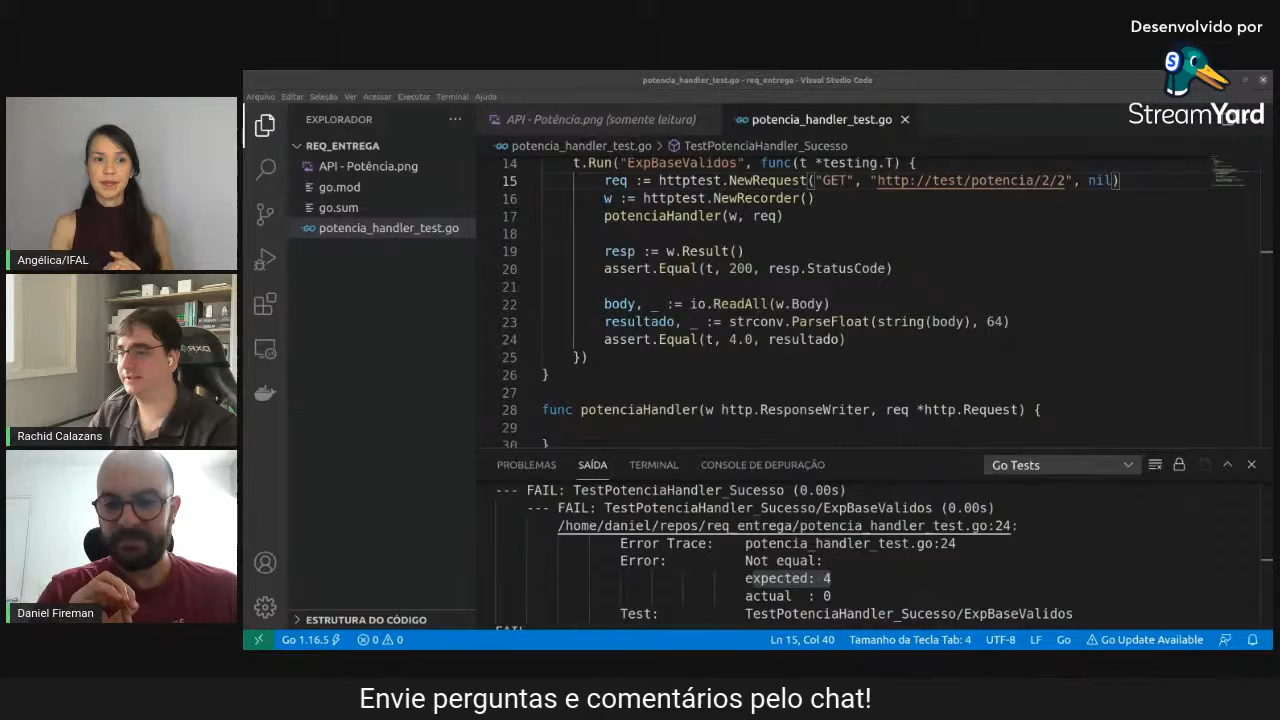 Desenvolvido por
StreamYard
potencia_handler_test.go - req_entrega - Visual Studio Code
Arquivo Editar Seleção Ver Acessar Executar Terminal Ajuda
EXPLORADOR
REQ_ENTREGA
API - Potência.png
go.mod
go.sum
potencia_handler_test.go
ESTRUTURA DO CÓDIGO
API - Potência.png (somente leitura)
potencia_handler_test.go
potencia_handler_test.go > TestPotenciaHandler_Sucesso
14 t.Run("ExpBaseValidos", func(t *testing.T) {
15 req := httptest.NewRequest("GET", "http://test/potencia/2/2", nil)
16 w := httptest.NewRecorder()
17 potenciaHandler(w, req)
18
19 resp := w.Result()
20 assert.Equal(t, 200, resp.StatusCode)
21
22 body, _ := io.ReadAll(w.Body)
23 resultado, _ := strconv.ParseFloat(string(body), 64)
24 assert.Equal(t, 4.0, resultado)
25 })
26 }
27
28 func potenciaHandler(w http.ResponseWriter, req *http.Request) {
29
30 }
PROBLEMAS SAÍDA TERMINAL CONSOLE DE DEPURAÇÃO
Go Tests
--- FAIL: TestPotenciaHandler_Sucesso (0.00s)
--- FAIL: TestPotenciaHandler_Sucesso/ExpBaseValidos (0.00s)
/home/daniel/repos/req_entrega/potencia_handler_test.go:24:
Error Trace: potencia_handler_test.go:24
Error: Not equal:
expected: 4
actual : 0
Test: TestPotenciaHandler_Sucesso/ExpBaseValidos
FAIL
Go 1.16.5 0 0 Ln 15, Col 40 Tamanho da Tecla Tab: 4 UTF-8 LF Go Go Update Available
Angélica/IFAL
Rachid Calazans
Daniel Fireman
Envie perguntas e comentários pelo chat!